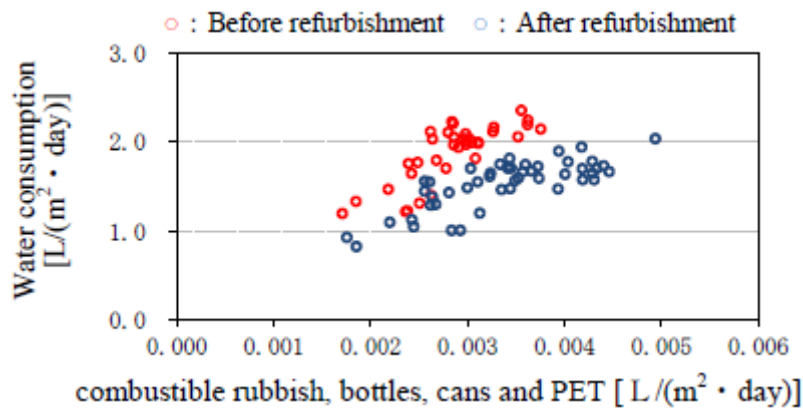 ○ : Before refurbishment ○ : After refurbishment
Water consumption
[L/(m² · day)]
3.0
2.0
1.0
0.0
0.000 0.001 0.002 0.003 0.004 0.005 0.006
combustible rubbish, bottles, cans and PET [ L /(m² · day)]